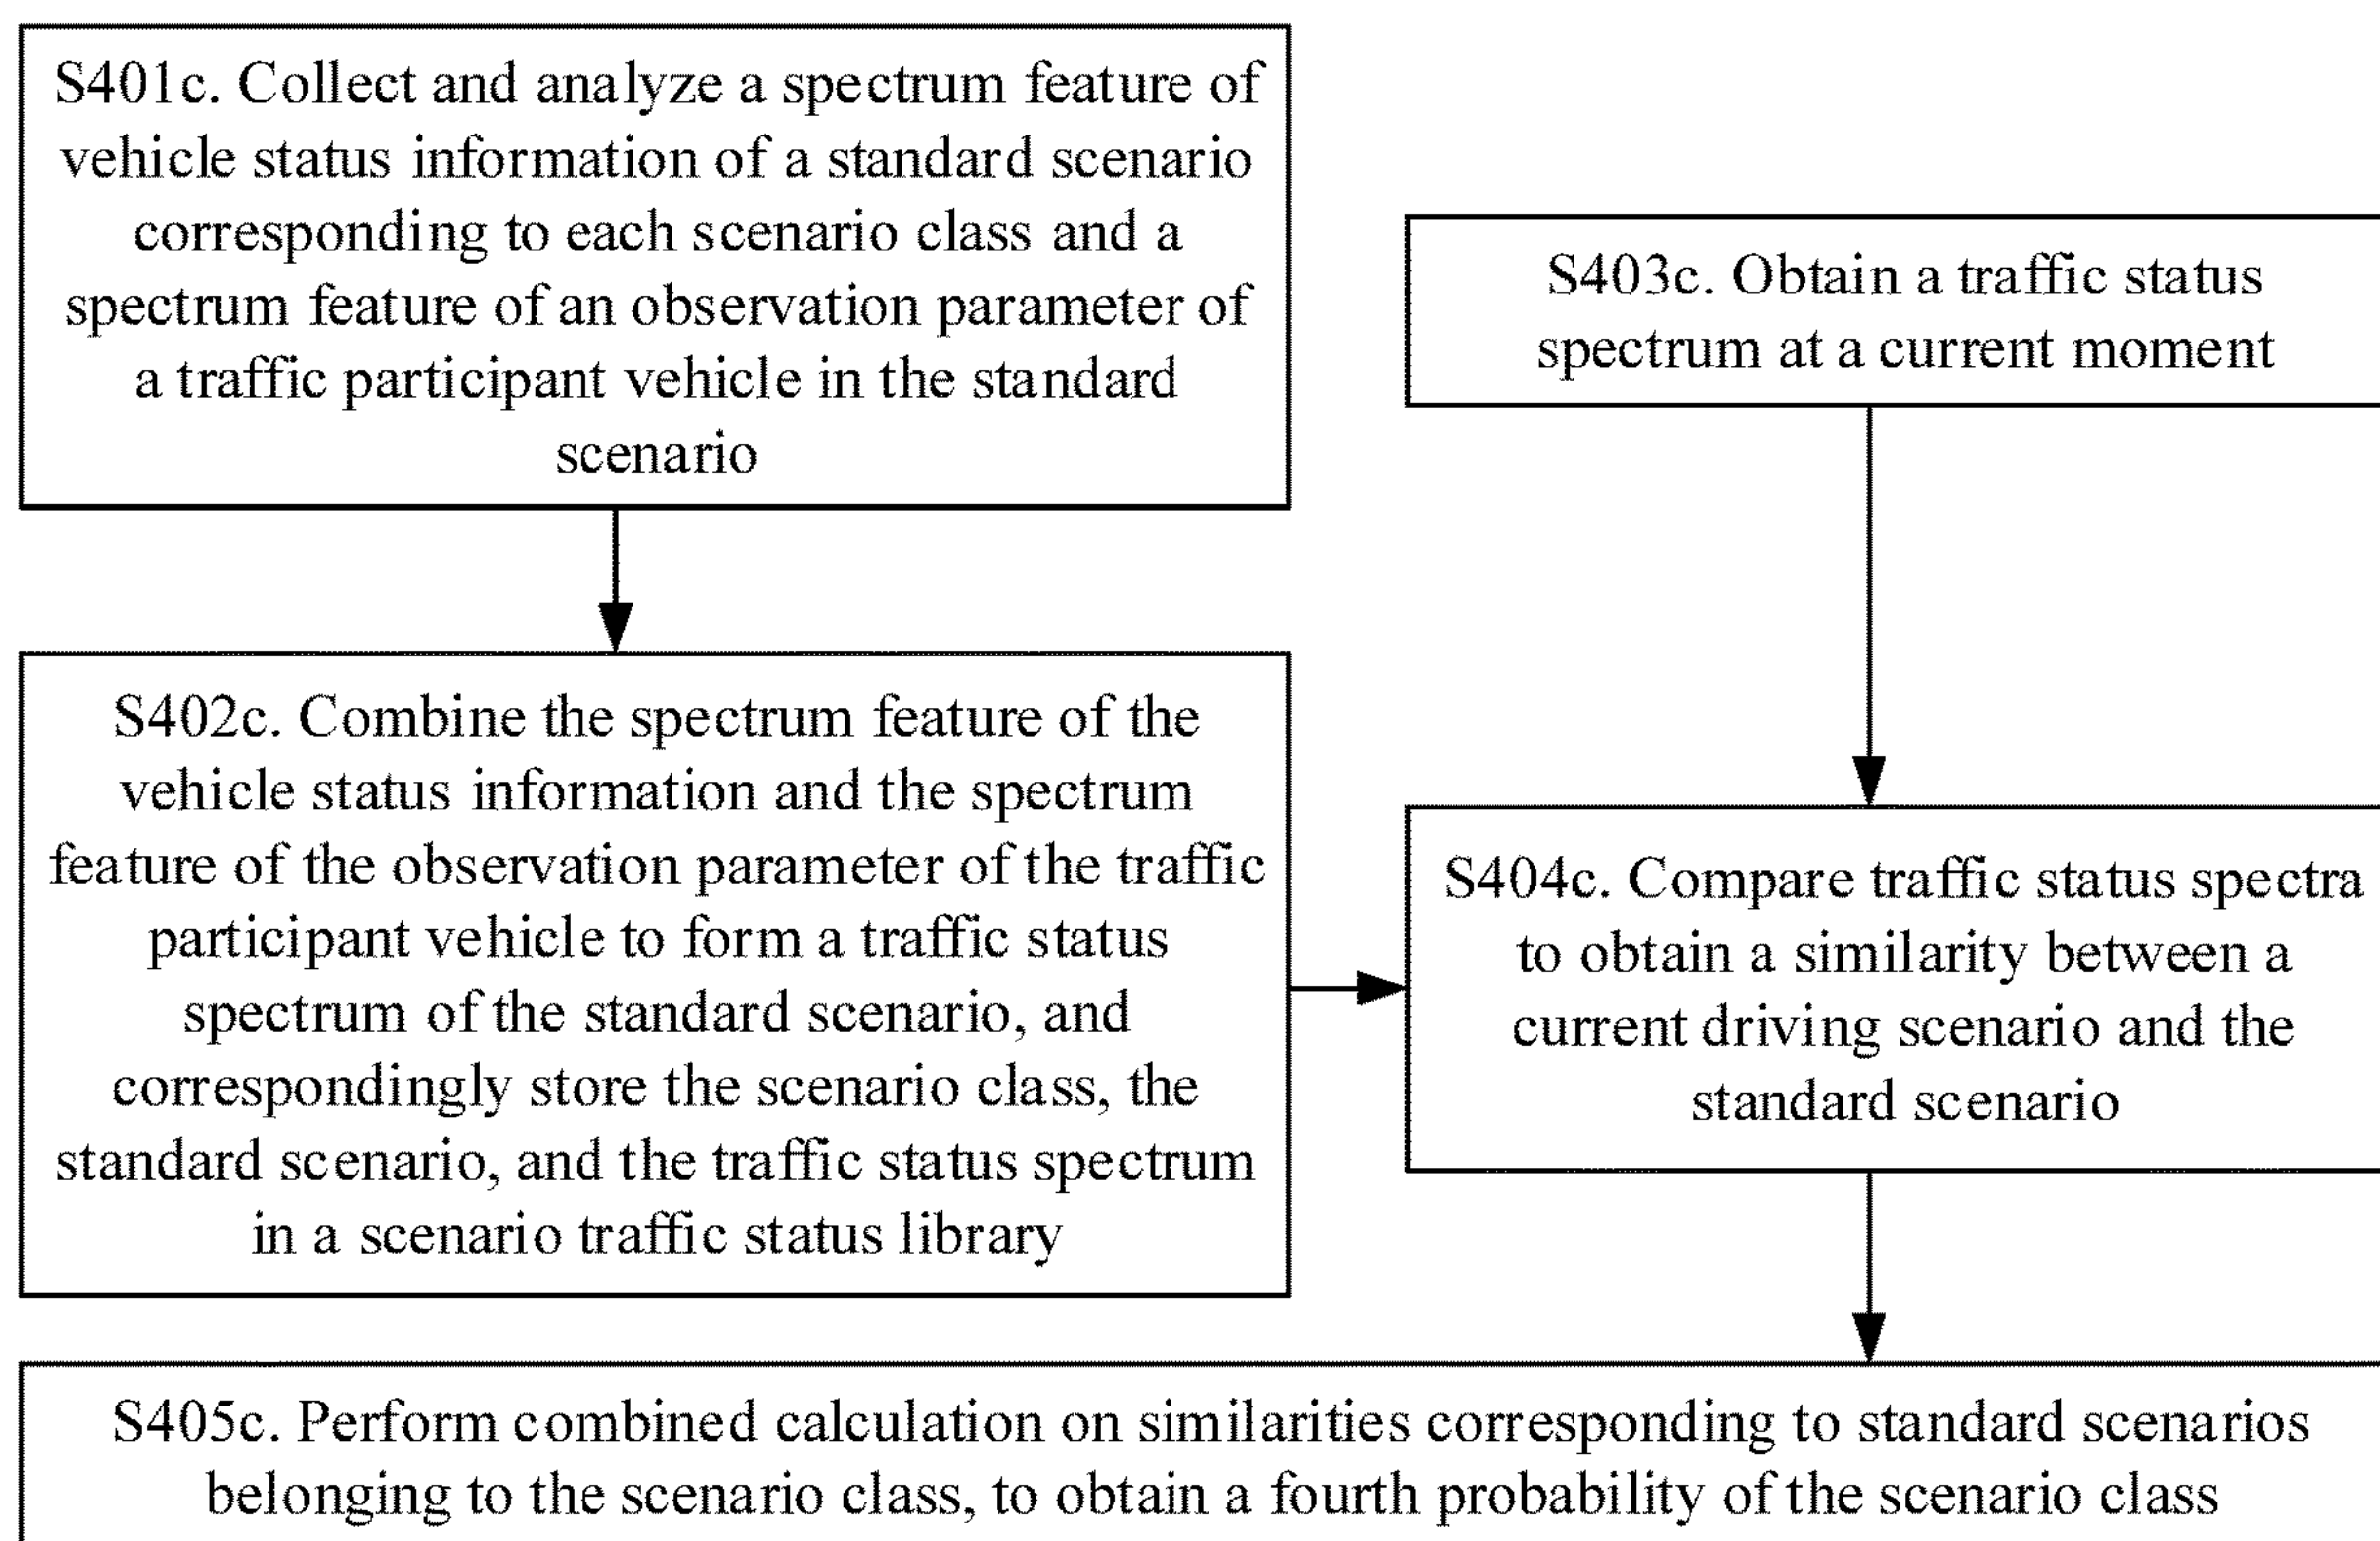 S401c. Collect and analyze a spectrum feature of
vehicle status information of a standard scenario
corresponding to each scenario class and a
spectrum feature of an observation parameter of
a traffic participant vehicle in the standard
scenario
S402c. Combine the spectrum feature of the
vehicle status information and the spectrum
feature of the observation parameter of the traffic
participant vehicle to form a traffic status
spectrum of the standard scenario, and
correspondingly store the scenario class, the
standard scenario, and the traffic status spectrum
in a scenario traffic status library
S403c. Obtain a traffic status
spectrum at a current moment
S404c. Compare traffic status spectra
to obtain a similarity between a
current driving scenario and the
standard scenario
S405c. Perform combined calculation on similarities corresponding to standard scenarios
belonging to the scenario class, to obtain a fourth probability of the scenario class